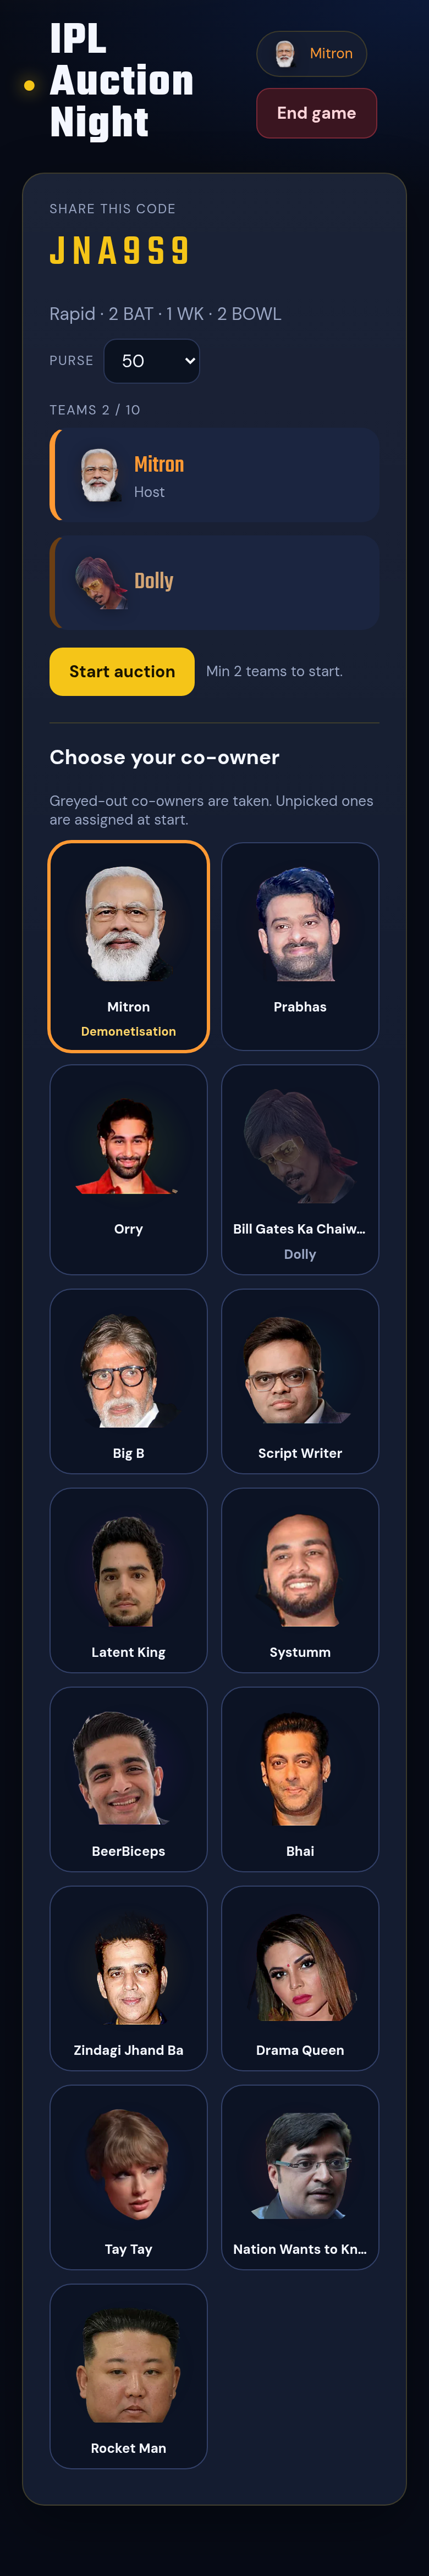 IPL
Auction
Night
Mitron
End game
SHARE THIS CODE
JNA9S9
Rapid · 2 BAT · 1 WK · 2 BOWL
PURSE 50
TEAMS 2 / 10
Mitron
Host
Dolly
Start auction Min 2 teams to start.
Choose your co-owner
Greyed-out co-owners are taken. Unpicked ones
are assigned at start.
Mitron
Demonetisation
Prabhas
Orry
Bill Gates Ka Chaiw...
Dolly
Big B
Script Writer
Latent King
Systumm
BeerBiceps
Bhai
Zindagi Jhand Ba
Drama Queen
Tay Tay
Nation Wants to Kn...
Rocket Man